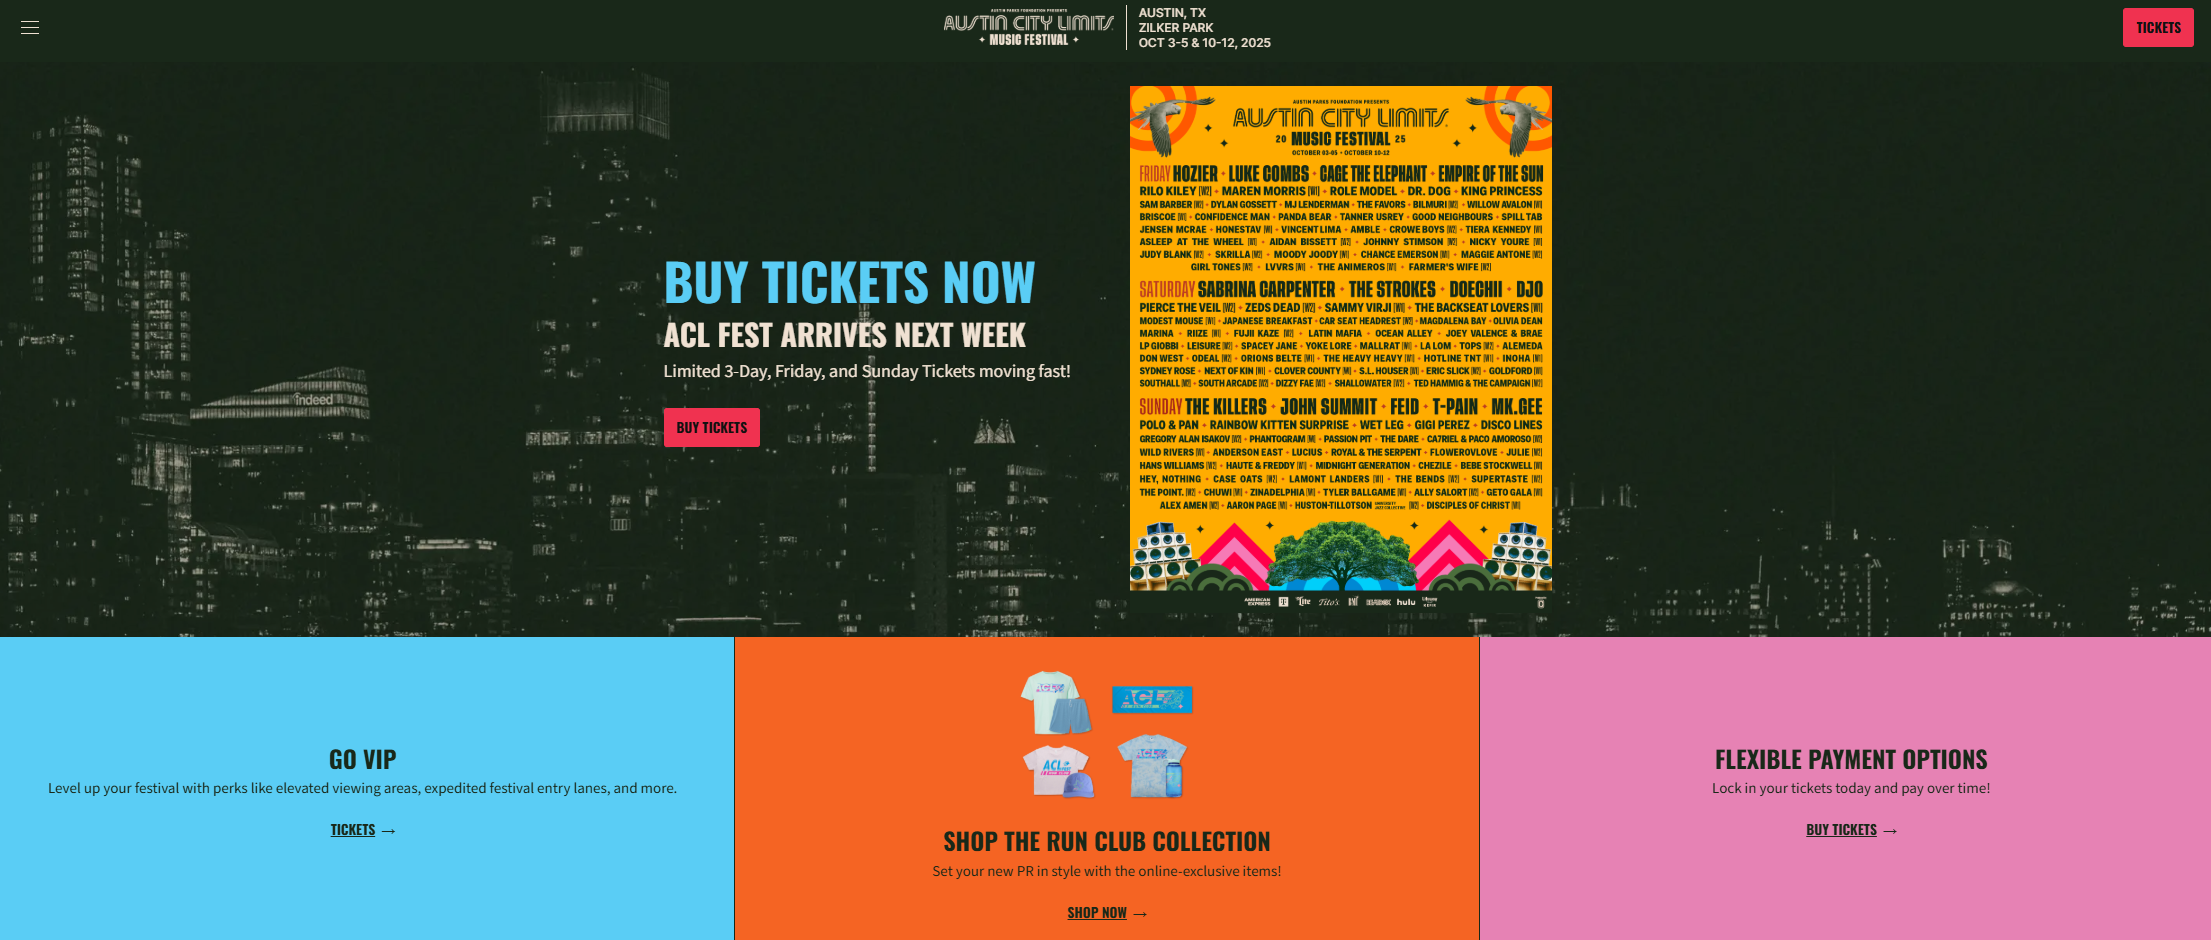 AUSTIN PARKS FOUNDATION PRESENTS
AUSTIN CITY LIMITS
MUSIC FESTIVAL
AUSTIN, TX
ZILKER PARK
OCT 3-5 & 10-12, 2025
TICKETS
indeed
BUY TICKETS NOW
ACL FEST ARRIVES NEXT WEEK
Limited 3-Day, Friday, and Sunday Tickets moving fast!
BUY TICKETS
AUSTIN PARKS FOUNDATION PRESENTS
AUSTIN CITY LIMITS
20 MUSIC FESTIVAL 25
OCTOBER 03-05 • OCTOBER 10-12
FRIDAY HOZIER • LUKE COMBS • CAGE THE ELEPHANT • EMPIRE OF THE SUN
RILO KILEY [W2] • MAREN MORRIS [W1] • ROLE MODEL • DR. DOG • KING PRINCESS
SAM BARBER [W2] • DYLAN GOSSETT • MJ LENDERMAN • THE FAVORS • BILMURI [W2] • WILLOW AVALON [W1]
BRISCOE [W1] • CONFIDENCE MAN • PANDA BEAR • TANNER USREY • GOOD NEIGHBOURS • SPILL TAB
JENSEN MCRAE • HONESTAV [W1] • VINCENT LIMA • AMBLE • CROWE BOYS [W2] • TIERA KENNEDY [W1]
ASLEEP AT THE WHEEL [W1] • AIDAN BISSETT [W2] • JOHNNY STIMSON [W2] • NICKY YOURE [W1]
JUDY BLANK [W2] • SKRILLA [W2] • MOODY JOODY [W1] • CHANCE EMERSON [W1] • MAGGIE ANTONE [W2]
GIRL TONES [W2] • LVVRS [W1] • THE ANIMEROS [W1] • FARMER'S WIFE [W2]
SATURDAY SABRINA CARPENTER • THE STROKES • DOECHII • DJO
PIERCE THE VEIL [W2] • ZEDS DEAD [W2] • SAMMY VIRJI [W1] • THE BACKSEAT LOVERS [W1]
MODEST MOUSE [W1] • JAPANESE BREAKFAST • CAR SEAT HEADREST [W2] • MAGDALENA BAY • OLIVIA DEAN
MARINA • RIIZE [W1] • FUJII KAZE [W2] • LATIN MAFIA • OCEAN ALLEY • JOEY VALENCE & BRAE
LP GIOBBI • LEISURE [W2] • SPACEY JANE • YOKE LORE • MALLRAT [W1] • LA LOM • TOPS [W2] • ALEMEDA
DON WEST • ODEAL [W2] • ORIONS BELTE [W1] • THE HEAVY HEAVY [W1] • HOTLINE TNT [W1] • INOHA [W1]
SYDNEY ROSE • NEXT OF KIN [W1] • CLOVER COUNTY [W1] • S.L. HOUSER [W1] • ERIC SLICK [W2] • GOLDFORD [W1]
SOUTHALL [W2] • SOUTH ARCADE [W2] • DIZZY FAE [W2] • SHALLOWATER [W2] • TED HAMMIG & THE CAMPAIGN [W2]
SUNDAY THE KILLERS • JOHN SUMMIT • FEID • T-PAIN • MK.GEE
POLO & PAN • RAINBOW KITTEN SURPRISE • WET LEG • GIGI PEREZ • DISCO LINES
GREGORY ALAN ISAKOV [W2] • PHANTOGRAM [W1] • PASSION PIT • THE DARE • CA7RIEL & PACO AMOROSO [W2]
WILD RIVERS [W1] • ANDERSON EAST • LUCIUS • ROYAL & THE SERPENT • FLOWEROVLOVE • JULIE [W2]
HANS WILLIAMS [W2] • HAUTE & FREDDY [W1] • MIDNIGHT GENERATION • CHEZILE • BEBE STOCKWELL [W1]
HEY, NOTHING • CASE OATS [W2] • LAMONT LANDERS [W1] • THE BENDS [W2] • SUPERTASTE [W2]
THE POINT. [W2] • CHUWI [W1] • ZINADELPHIA [W1] • TYLER BALLGAME [W1] • ALLY SALORT [W2] • GETO GALA [W1]
ALEX AMEN [W2] • AARON PAGE [W1] • HUSTON-TILLOTSON UNIVERSITY JAZZ COLLECTIVE [W2] • DISCIPLES OF CHRIST [W1]
AMERICAN EXPRESS Lite Tito's hulu
GO VIP
Level up your festival with perks like elevated viewing areas, expedited festival entry lanes, and more.
TICKETS →
ACL
ACL
ACL
ACL
SHOP THE RUN CLUB COLLECTION
Set your new PR in style with the online-exclusive items!
SHOP NOW →
FLEXIBLE PAYMENT OPTIONS
Lock in your tickets today and pay over time!
BUY TICKETS →